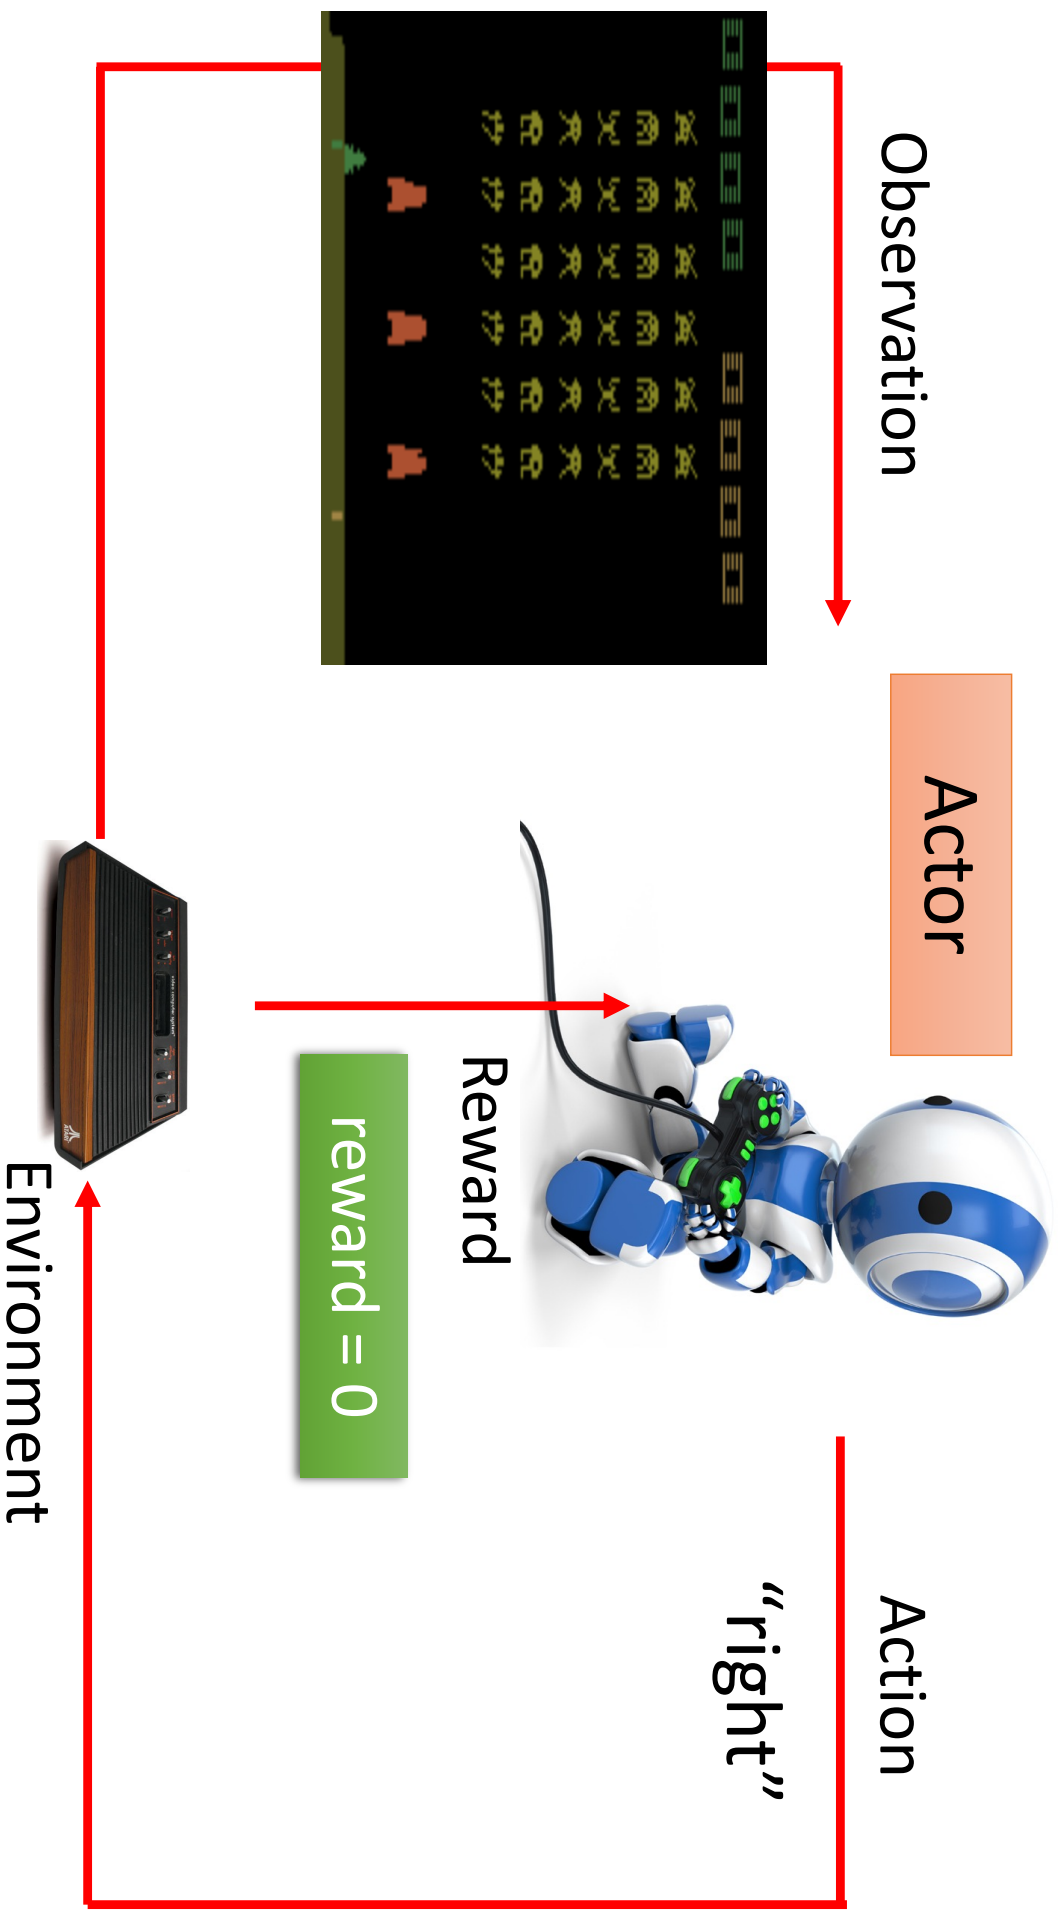 Observation
Actor
Action
“right”
Reward
reward = 0
Environment